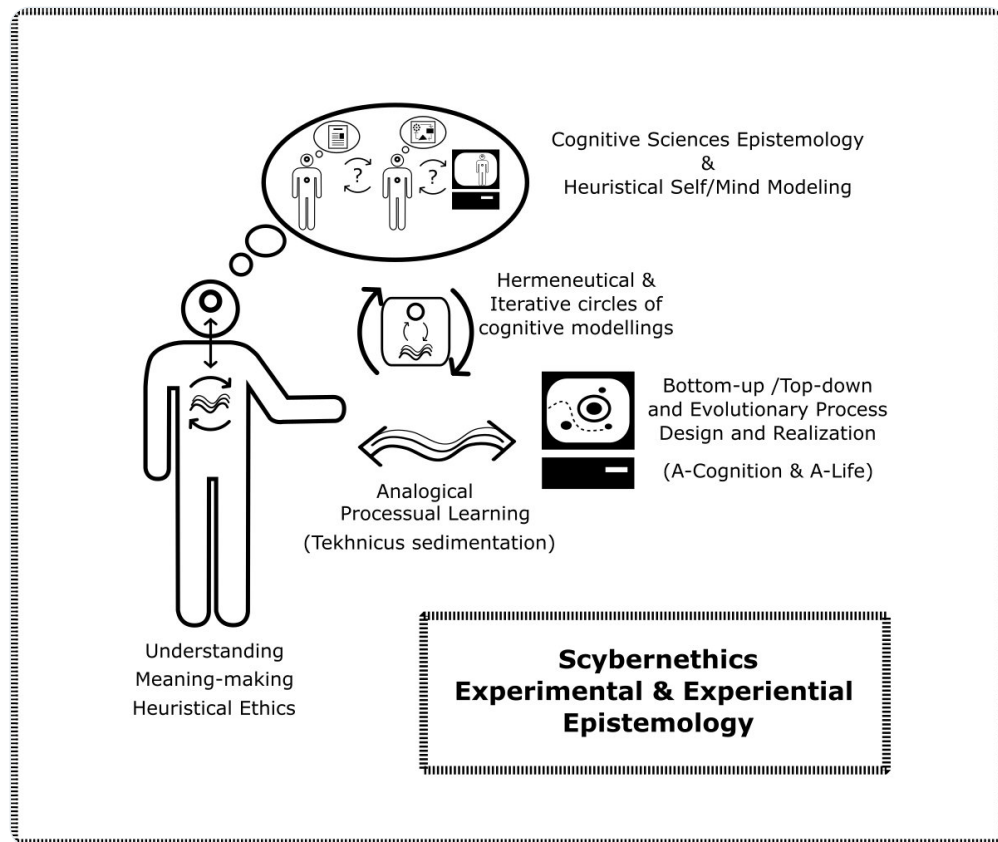 Cognitive Sciences Epistemology
&
Heuristical Self/Mind Modeling
?
?
Hermeneutical &
Iterative circles of
cognitive modellings
Bottom-up /Top-down
and Evolutionary Process
Design and Realization
(A-Cognition & A-Life)
Analogical
Processual Learning
(Tekhnicus sedimentation)
Understanding
Meaning-making
Heuristical Ethics
Scybernethics
Experimental & Experiential
Epistemology